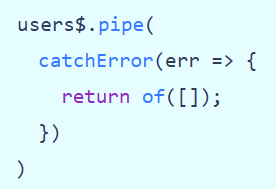 users$.pipe(
  catchError(err => {
    return of([]);
  })
)